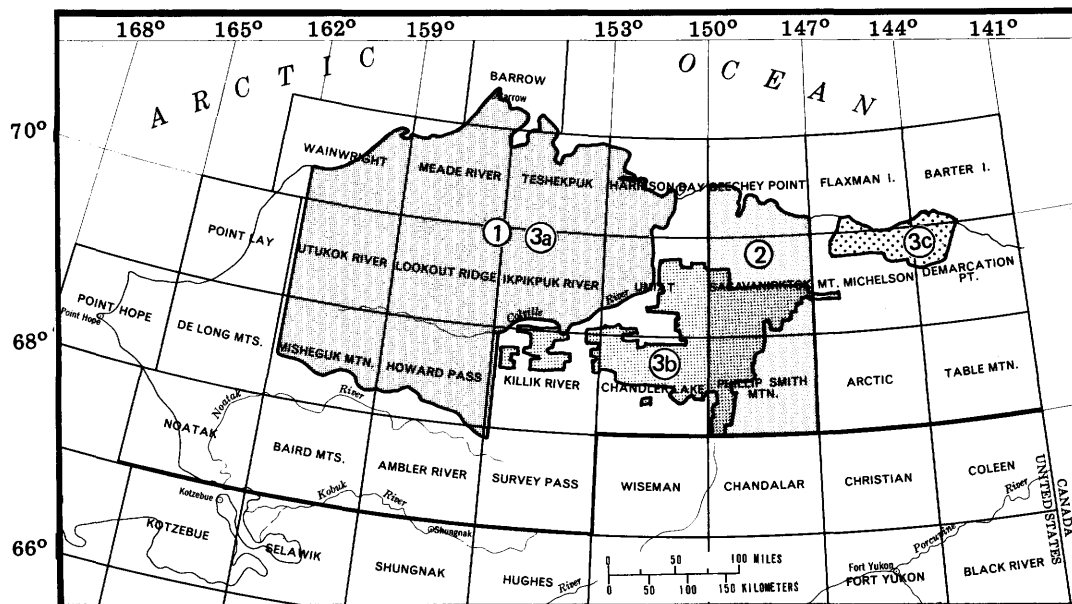 168° 165° 162° 159° 153° 150° 147° 144° 141°
ARCTIC OCEAN
BARROW
Barrow
70°
WAINWRIGHT MEADE RIVER TESHEKPUK HARRISON BAY BEECHEY POINT FLAXMAN I. BARTER I.
POINT LAY 1 3a 2 3c
UTUKOK RIVER LOOKOUT RIDGE IKPIKPUK RIVER UMIAT SAGAVANIRKTOK MT. MICHELSON DEMARCATION PT.
River
Colville
POINT HOPE
Point Hope
DE LONG MTS.
68°
MISHEGUK MTN. HOWARD PASS KILLIK RIVER CHANDLER LAKE 3b PHILLIP SMITH MTN. ARCTIC TABLE MTN.
Noatak River
NOATAK BAIRD MTS. AMBLER RIVER SURVEY PASS WISEMAN CHANDALAR CHRISTIAN COLEEN
CANADA
UNITED STATES
Kotzebue Kobuk River
Shungnak
River
Porcupine
KOTZEBUE SELAWIK
66°
SHUNGNAK HUGHES
River
0 50 100 MILES
0 50 100 150 KILOMETERS
Fort Yukon
FORT YUKON BLACK RIVER